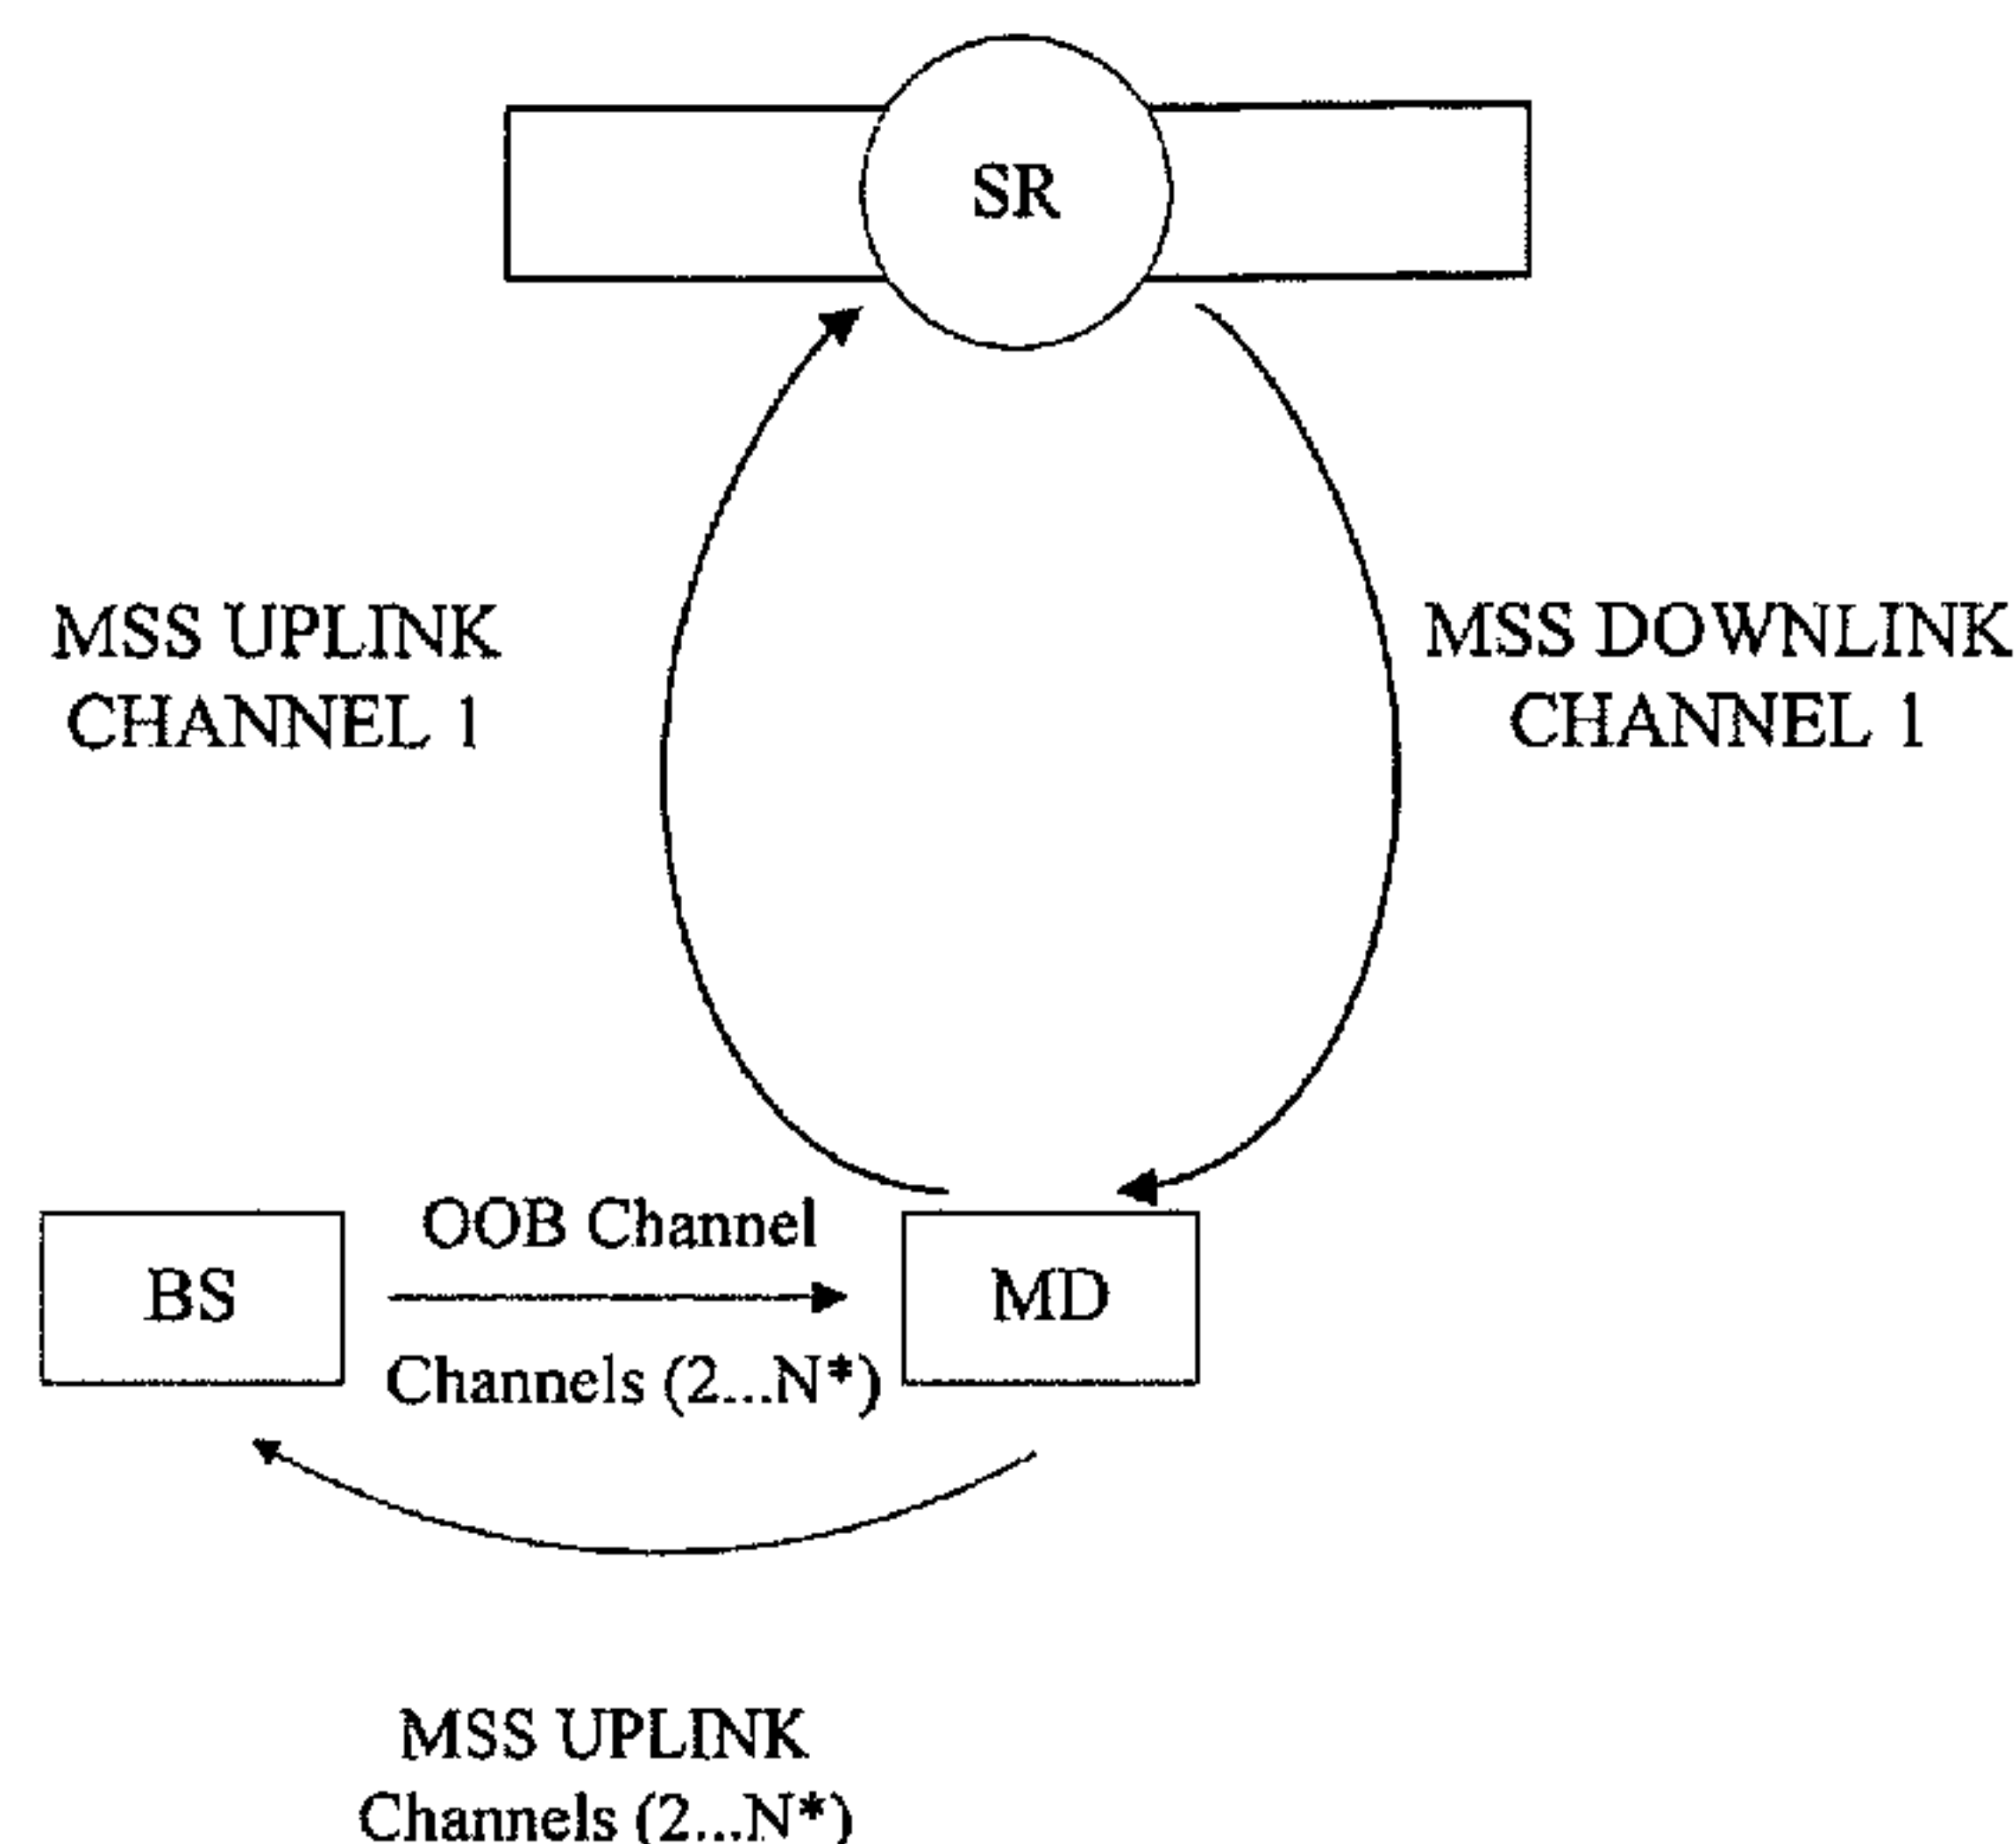 SR
MSS UPLINK
CHANNEL 1
MSS DOWNLINK
CHANNEL 1
OOB Channel
BS
MD
Channels (2...N*)
MSS UPLINK
Channels (2...N*)